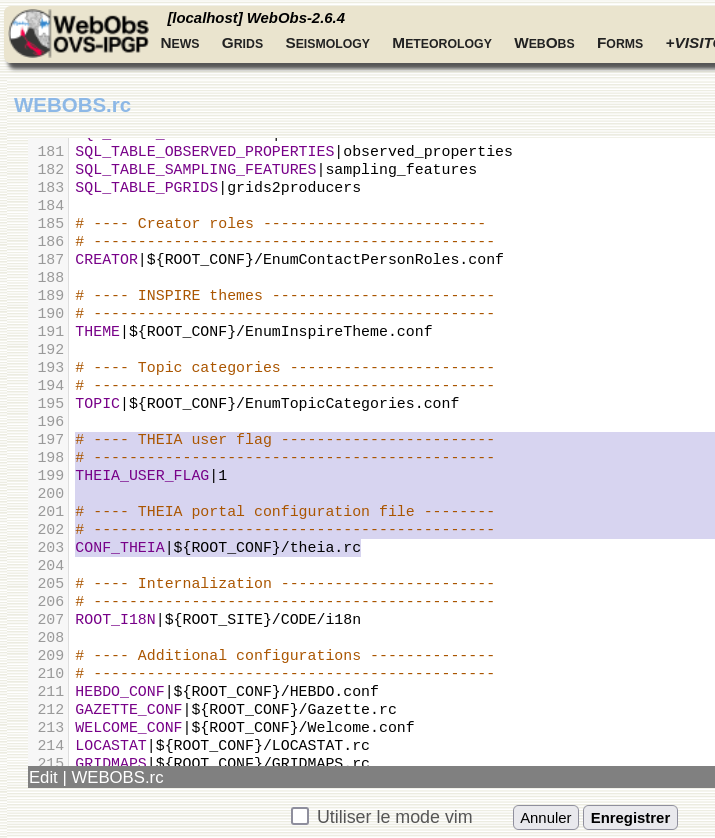 WebObs
OVS-IPGP
[localhost] WebObs-2.6.4
NEWS GRIDS SEISMOLOGY METEOROLOGY WEBOBS FORMS
WEBOBS.rc
181 SQL_TABLE_OBSERVED_PROPERTIES|observed_properties
182 SQL_TABLE_SAMPLING_FEATURES|sampling_features
183 SQL_TABLE_PGRIDS|grids2producers
184
185 # ---- Creator roles -------------------------
186 # ---------------------------------------------
187 CREATOR|${ROOT_CONF}/EnumContactPersonRoles.conf
188
189 # ---- INSPIRE themes -------------------------
190 # ---------------------------------------------
191 THEME|${ROOT_CONF}/EnumInspireTheme.conf
192
193 # ---- Topic categories -----------------------
194 # ---------------------------------------------
195 TOPIC|${ROOT_CONF}/EnumTopicCategories.conf
196
197 # ---- THEIA user flag ------------------------
198 # ---------------------------------------------
199 THEIA_USER_FLAG|1
200
201 # ---- THEIA portal configuration file --------
202 # ---------------------------------------------
203 CONF_THEIA|${ROOT_CONF}/theia.rc
204
205 # ---- Internalization ------------------------
206 # ---------------------------------------------
207 ROOT_I18N|${ROOT_SITE}/CODE/i18n
208
209 # ---- Additional configurations --------------
210 # ---------------------------------------------
211 HEBDO_CONF|${ROOT_CONF}/HEBDO.conf
212 GAZETTE_CONF|${ROOT_CONF}/Gazette.rc
213 WELCOME_CONF|${ROOT_CONF}/Welcome.conf
214 LOCASTAT|${ROOT_CONF}/LOCASTAT.rc
215 GRIDMAPS|${ROOT_CONF}/GRIDMAPS.rc
Edit | WEBOBS.rc
Utiliser le mode vim Annuler Enregistrer